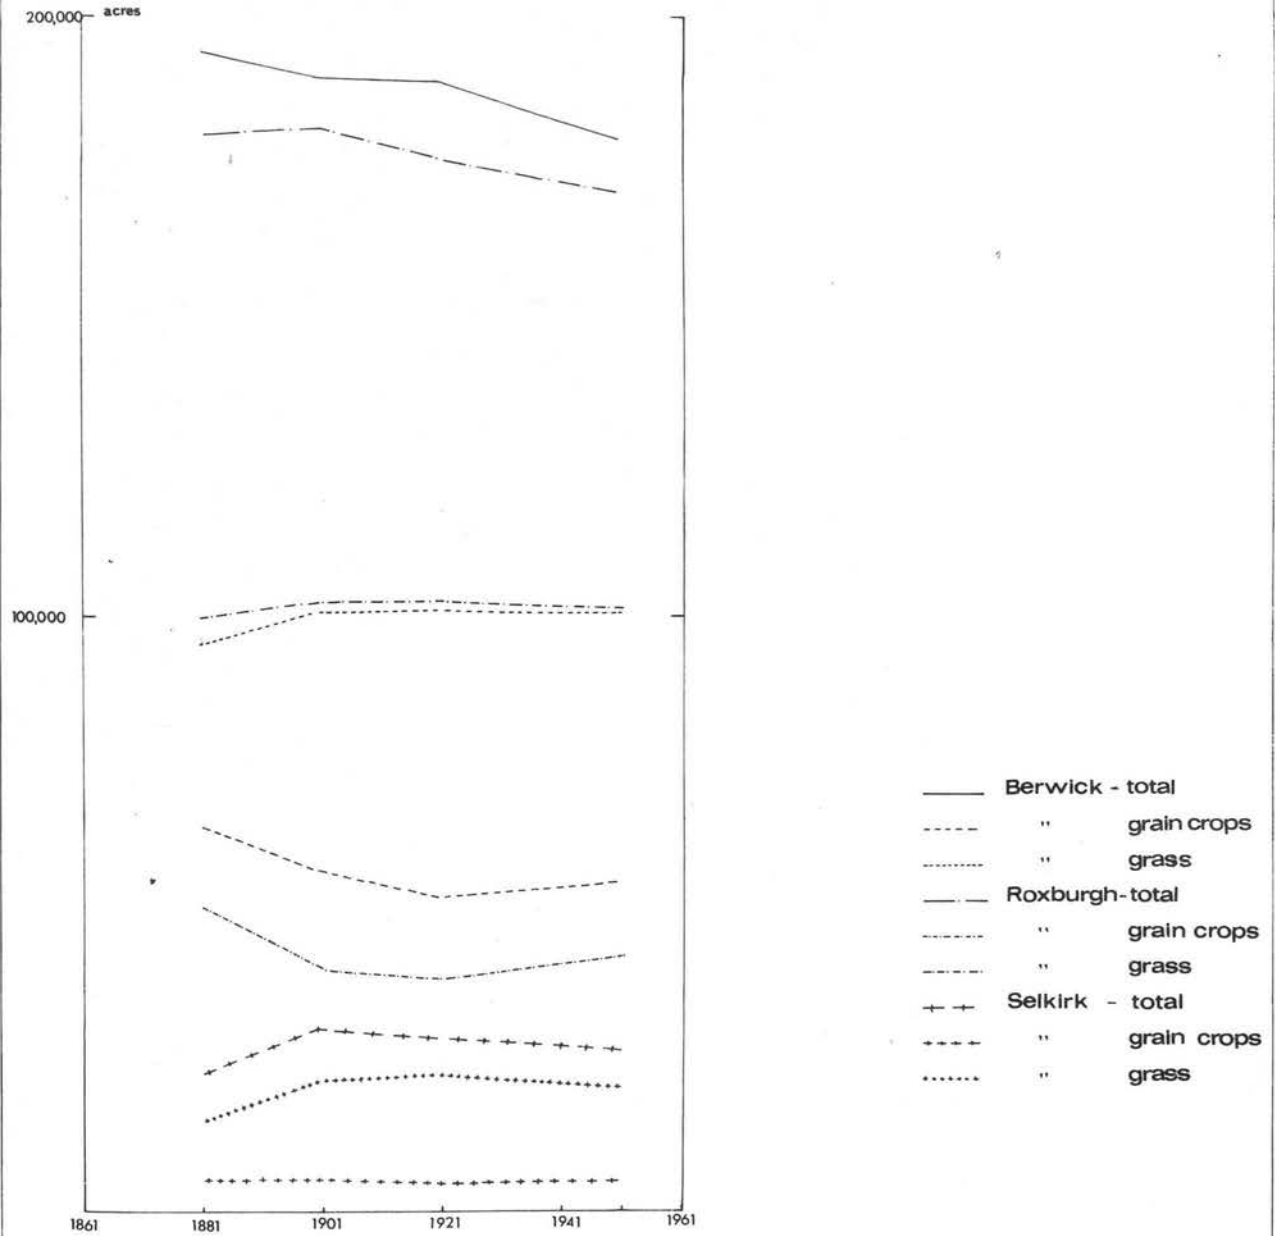 200,000
acres
100,000
1861 1881 1901 1921 1941 1961
Berwick - total
" grain crops
" grass
Roxburgh - total
" grain crops
" grass
Selkirk - total
" grain crops
" grass